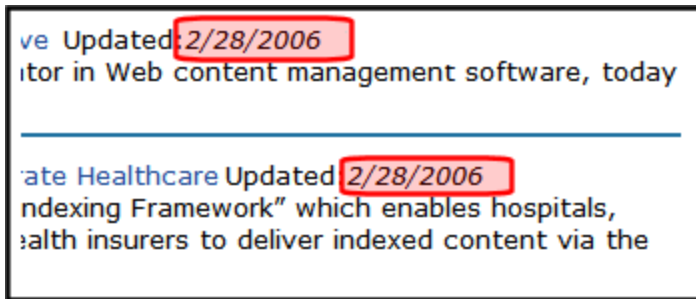 ve Updated:2/28/2006
tor in Web content management software, today
ate Healthcare Updated:2/28/2006
ndexing Framework” which enables hospitals,
ealth insurers to deliver indexed content via the